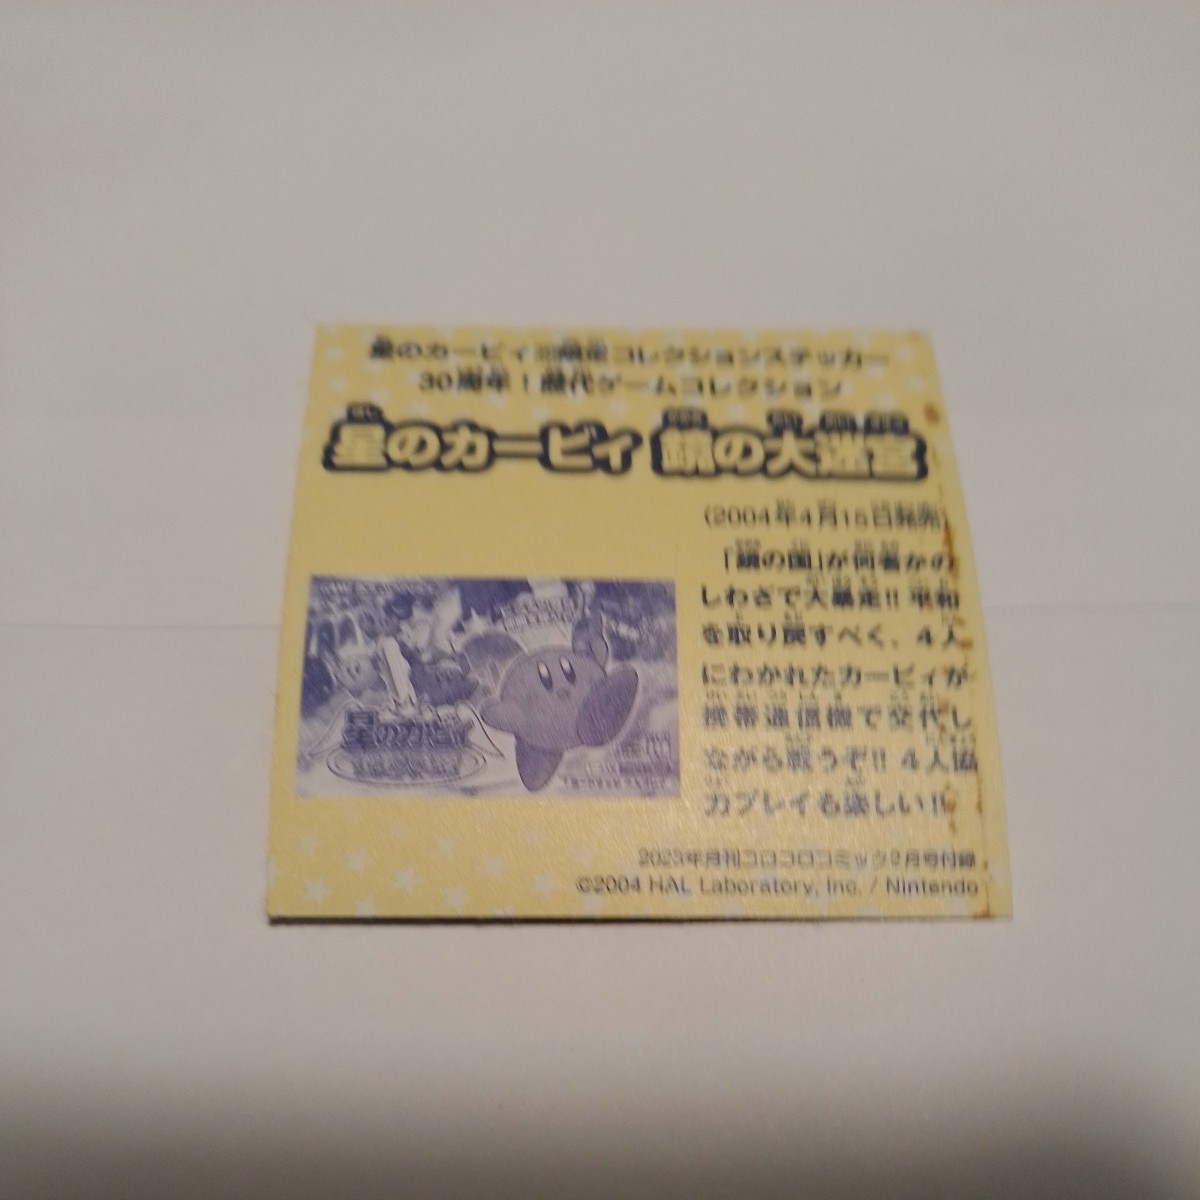 星のカービィ 超限定コレクションステッカー
30周年！歴代ゲームコレクション
星のカービィ 鏡の大迷宮
(2004年4月15日発売)
「鏡の国」が何者かの
しわざで大暴走!! 平和
を取り戻すべく、4人
にわかれたカービィが
携帯通信機で交代し
ながら戦うぞ!! 4人協
力プレイも楽しい!!
星のカービィ
2023年月刊コロコロコミック2月号付録
©2004 HAL Laboratory, Inc. / Nintendo